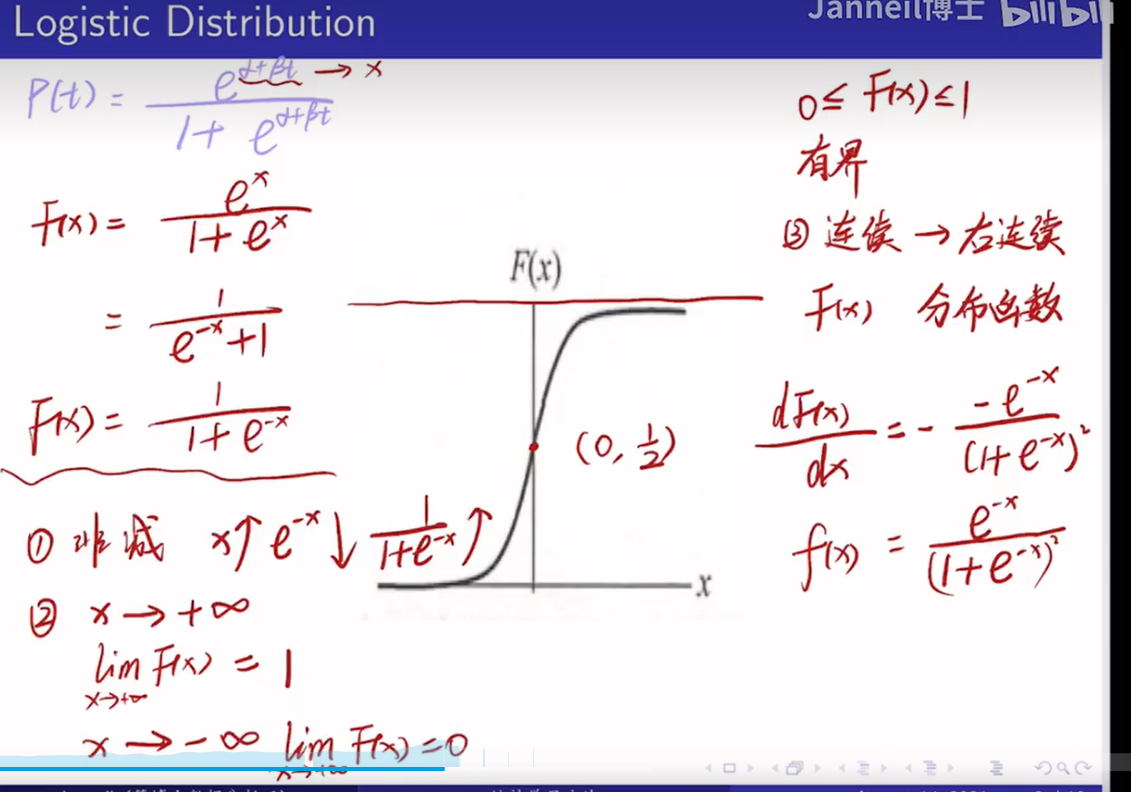 Logistic Distribution
Janneil博士 bilibili
P(t) = e^{α+βt} / 1 + e^{α+βt} → x
F(x) = e^x / 1 + e^x
= 1 / e^{-x} + 1
F(x) = 1 / 1 + e^{-x}
① 非减 x↑ e^{-x}↓ 1 / 1+e^{-x} ↑
② x → +∞
lim x→+∞ F(x) = 1
x → -∞ lim x→+∞ F(x) = 0
F(x)
(0, 1/2)
x
0 ≤ F(x) ≤ 1
有界
③ 连续 → 右连续
F(x) 分布函数
dF(x) / dx = - -e^{-x} / (1+e^{-x})^2
f(x) = e^{-x} / (1+e^{-x})^2